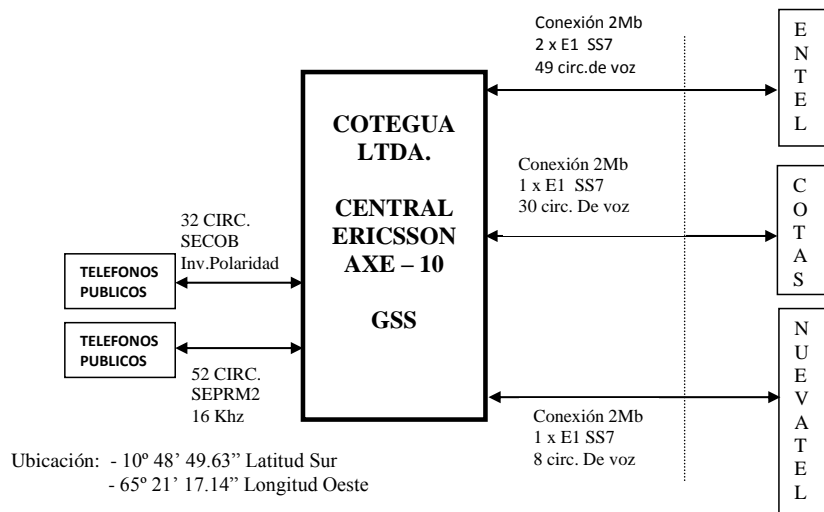 Conexión 2Mb
2 x E1 SS7
49 circ.de voz
ENTEL
COTEGUA
LTDA.
CENTRAL
ERICSSON
AXE – 10
GSS
Conexión 2Mb
1 x E1 SS7
30 circ. De voz
COTAS
32 CIRC.
SECOB
Inv.Polaridad
TELEFONOS
PUBLICOS
TELEFONOS
PUBLICOS
52 CIRC.
SEPRM2
16 Khz
Conexión 2Mb
1 x E1 SS7
8 circ. De voz
NUEVATEL
Ubicación: - 10º 48’ 49.63” Latitud Sur
- 65º 21’ 17.14” Longitud Oeste